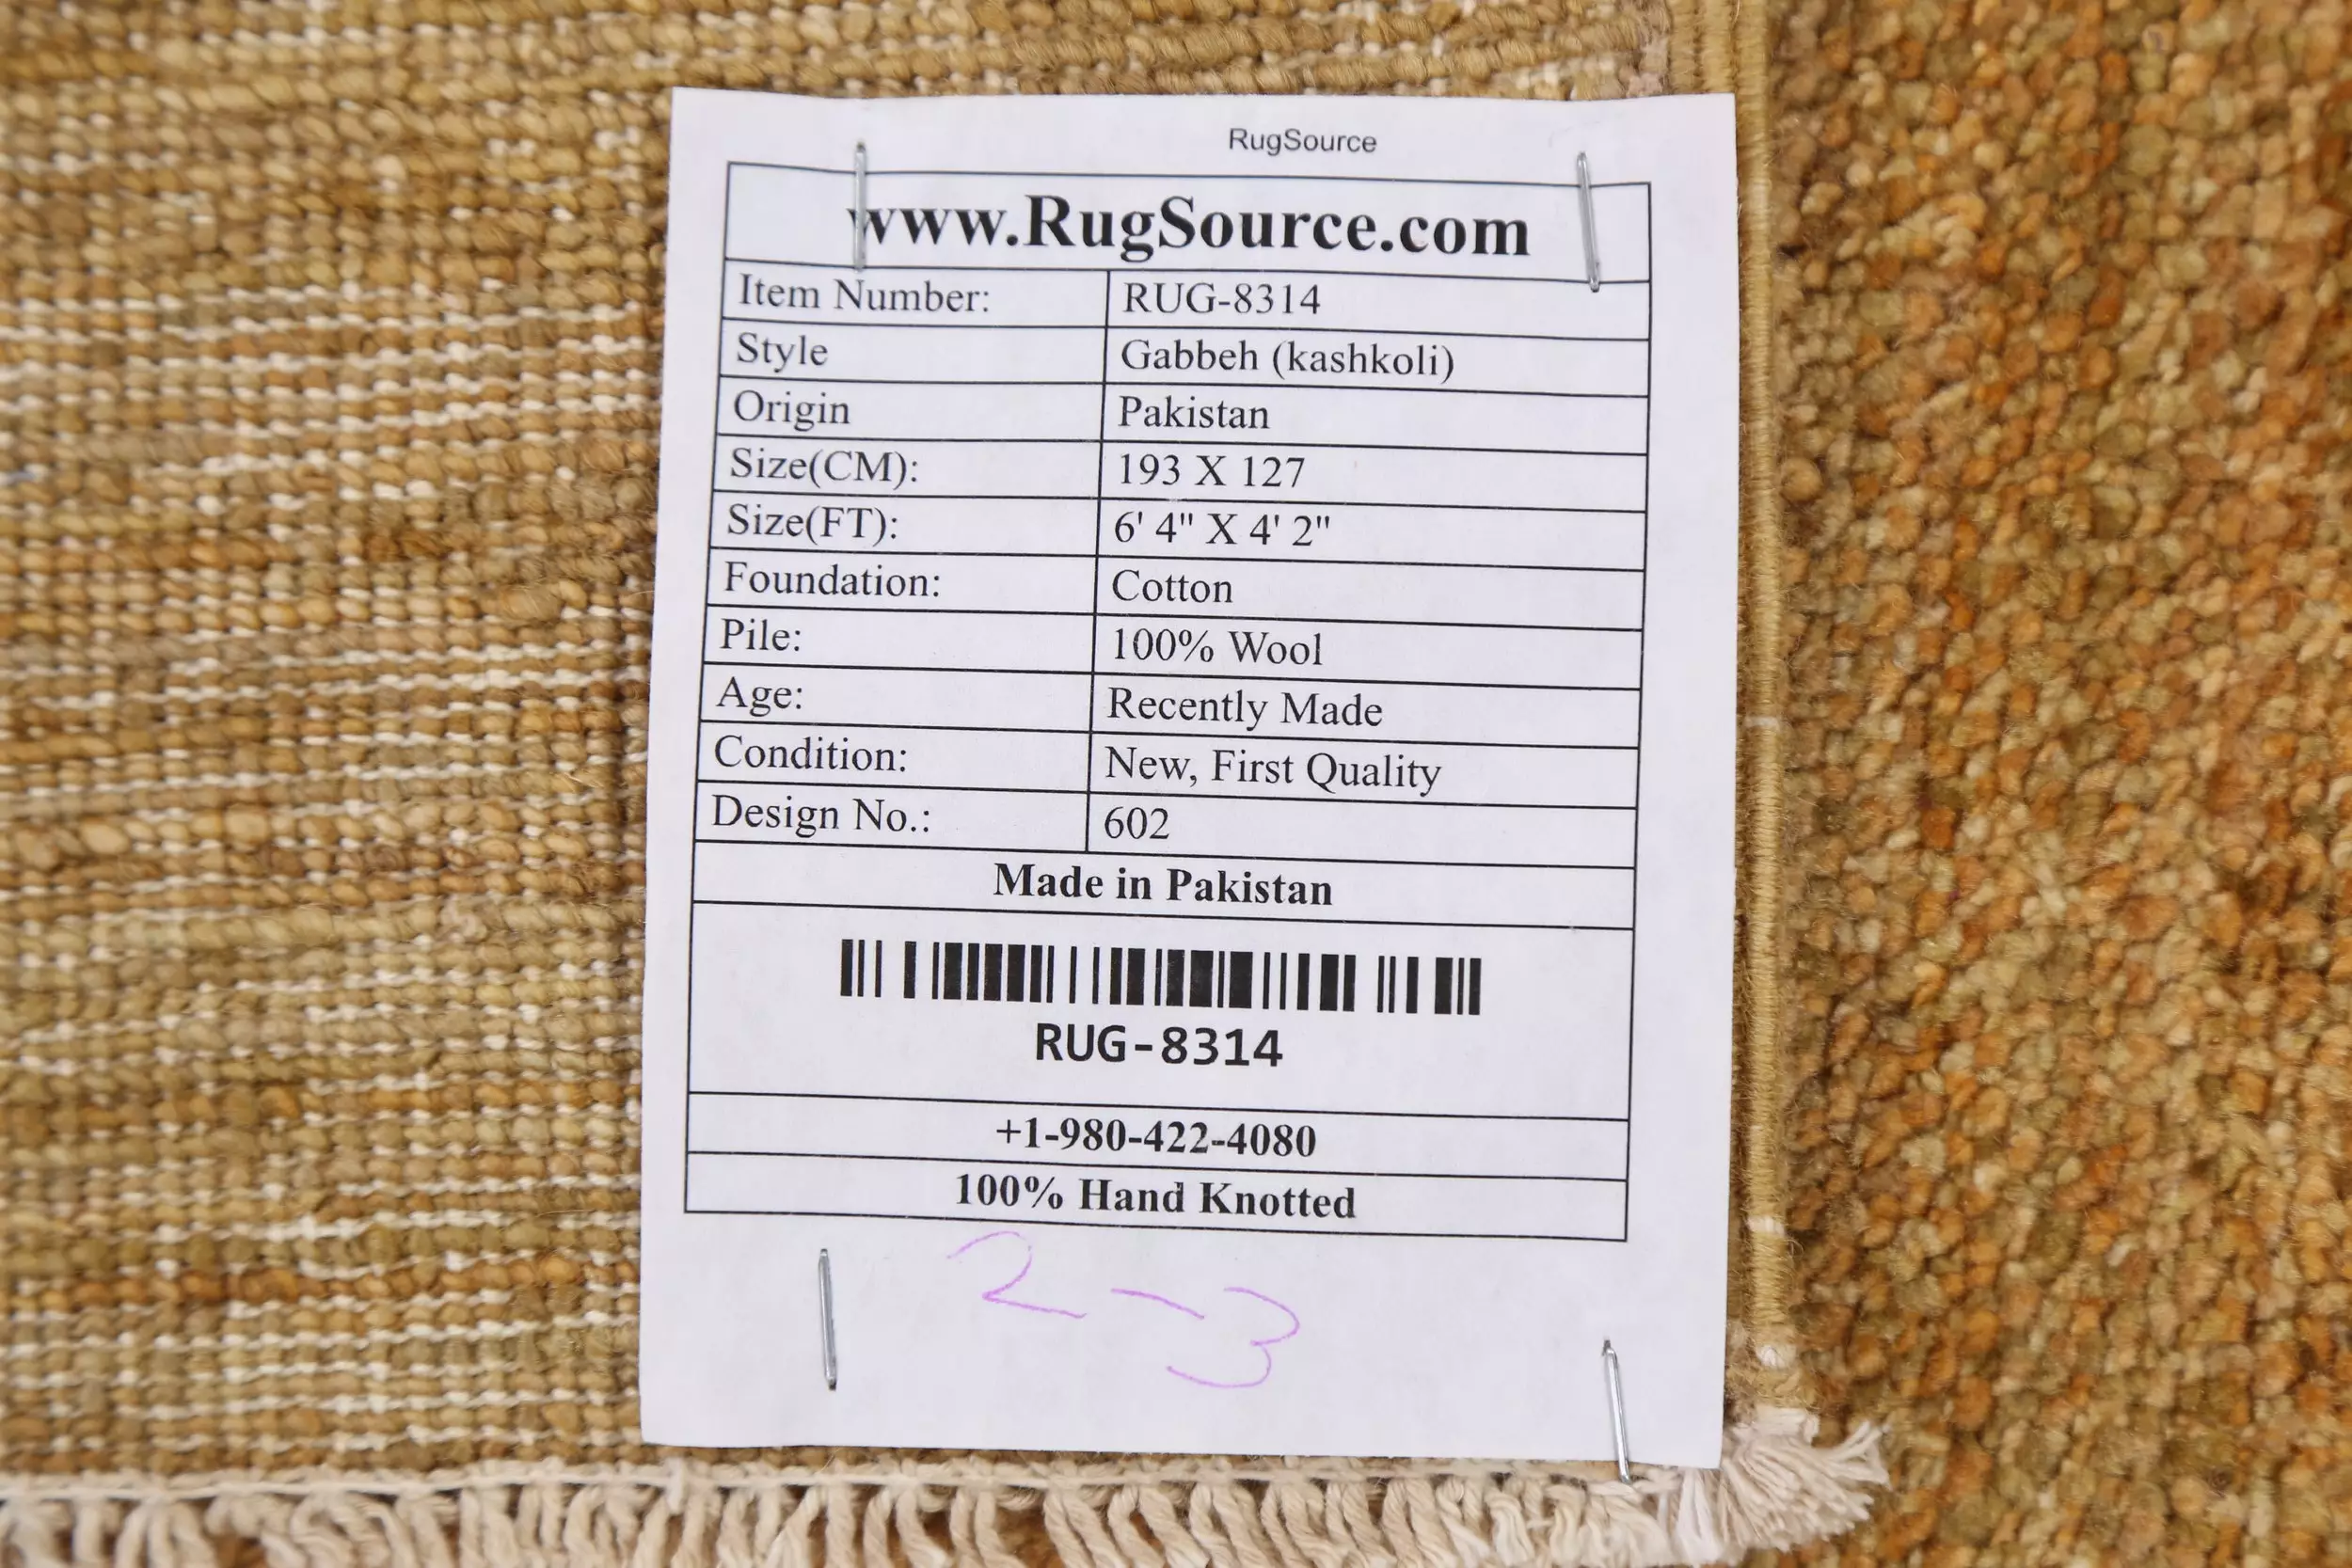 RugSource
www.RugSource.com
Item Number: RUG-8314
Style Gabbeh (kashkoli)
Origin Pakistan
Size(CM): 193 X 127
Size(FT): 6' 4" X 4' 2"
Foundation: Cotton
Pile: 100% Wool
Age: Recently Made
Condition: New, First Quality
Design No.: 602
Made in Pakistan
RUG-8314
+1-980-422-4080
100% Hand Knotted
2-3